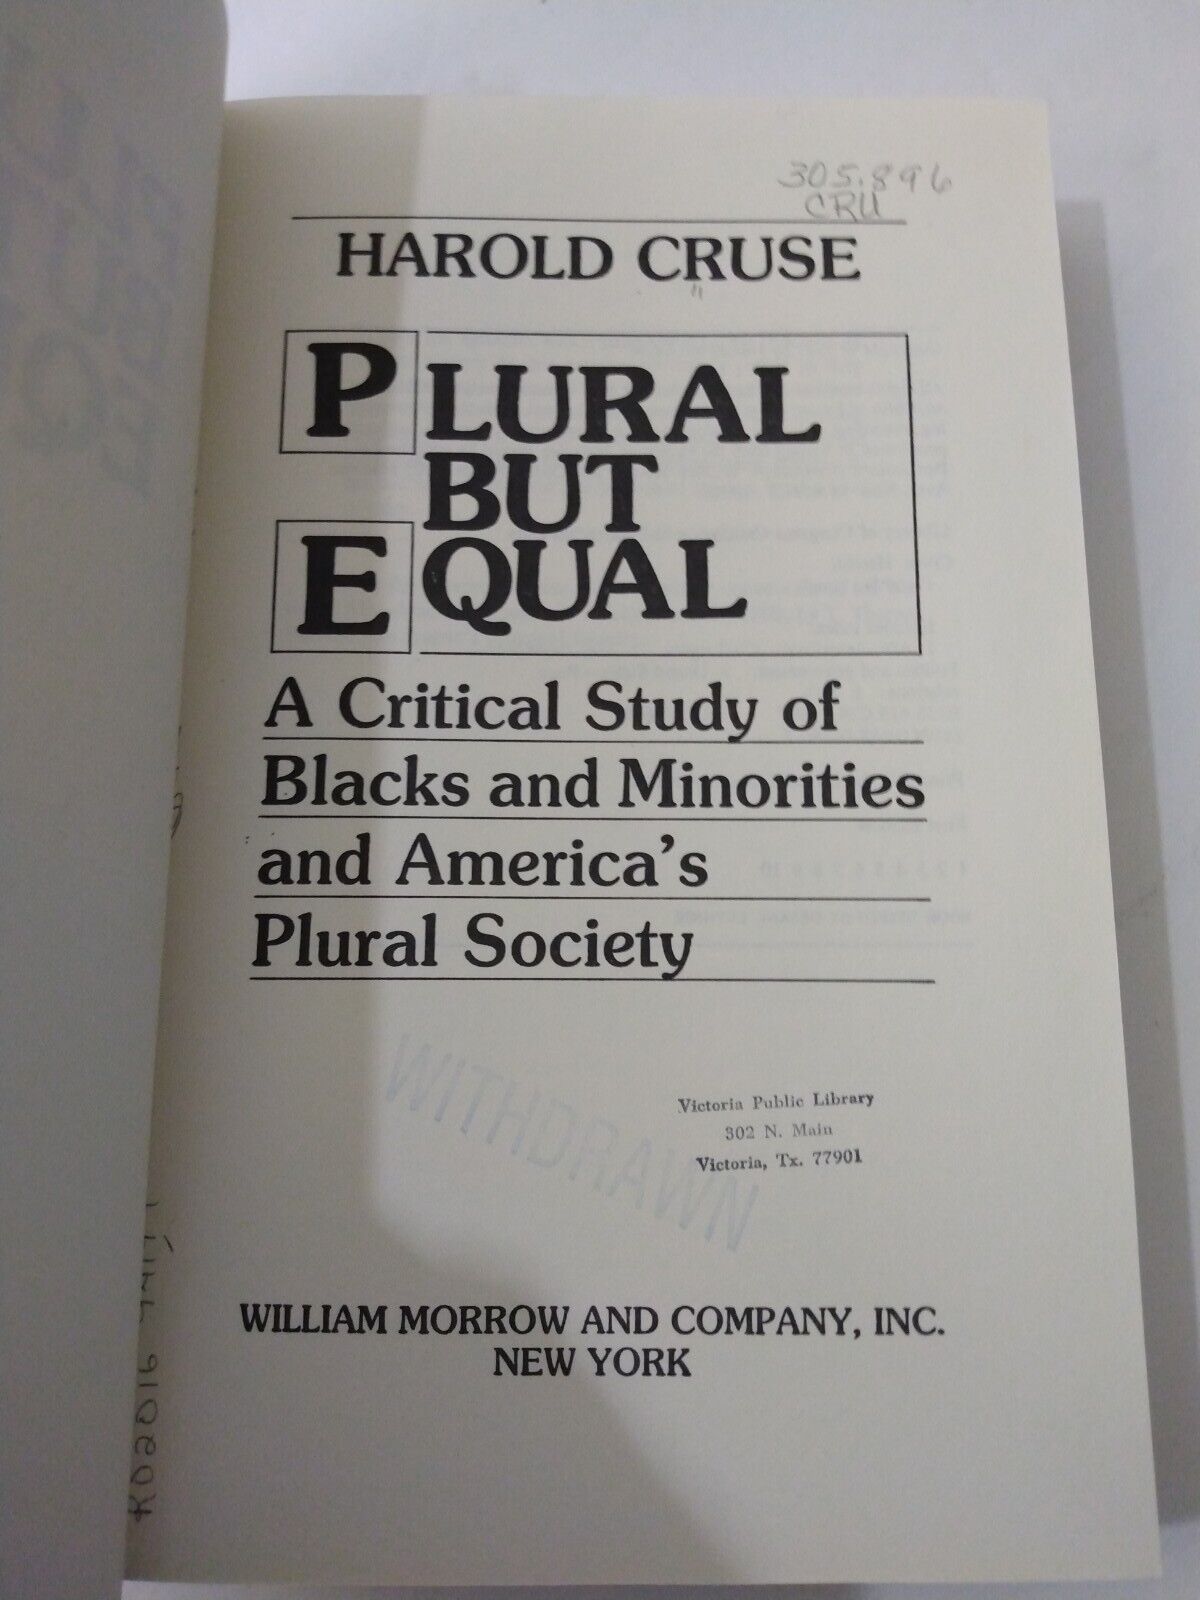 305.896
CRU
HAROLD CRUSE
PLURAL
BUT
EQUAL
A Critical Study of
Blacks and Minorities
and America's
Plural Society
WITHDRAWN
Victoria Public Library
302 N. Main
Victoria, Tx. 77901
WILLIAM MORROW AND COMPANY, INC.
NEW YORK